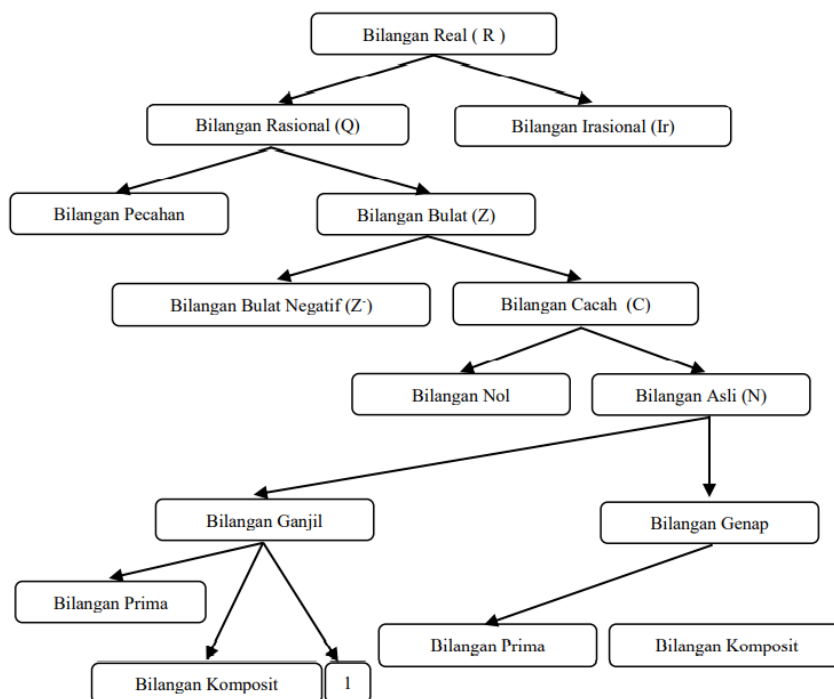 Bilangan Real ( R )
Bilangan Rasional (Q)
Bilangan Irasional (Ir)
Bilangan Pecahan
Bilangan Bulat (Z)
Bilangan Bulat Negatif (Z⁻)
Bilangan Cacah (C)
Bilangan Nol
Bilangan Asli (N)
Bilangan Ganjil
Bilangan Genap
Bilangan Prima
Bilangan Prima
Bilangan Komposit
Bilangan Komposit
1